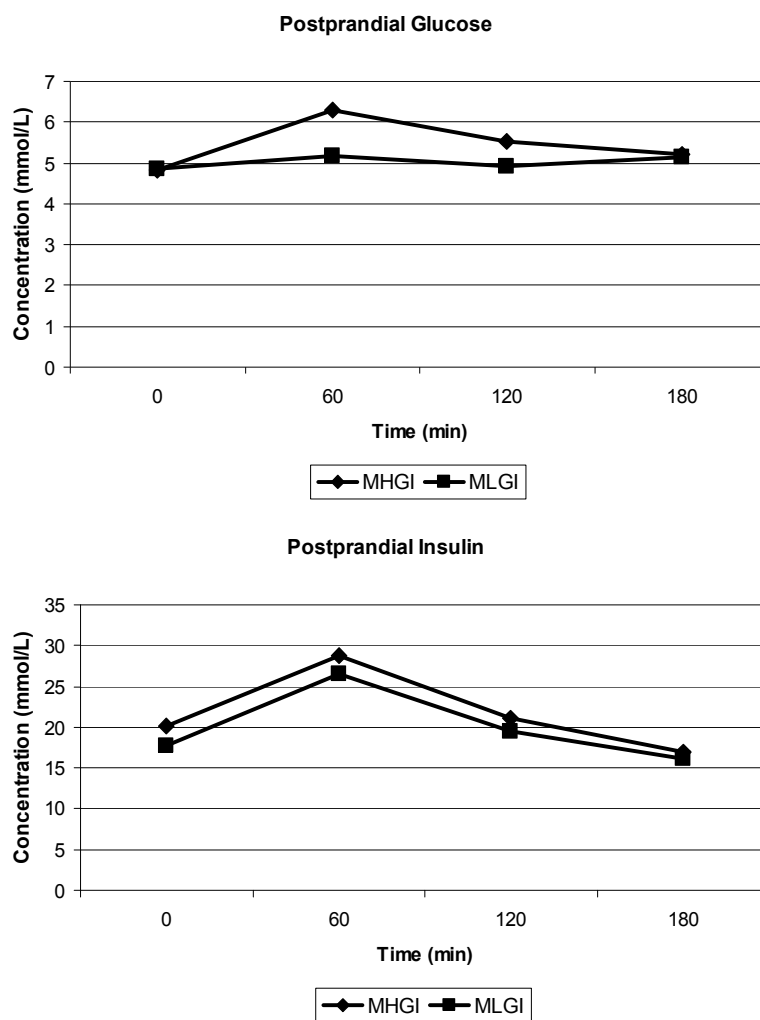 Postprandial Glucose
7
6
5
4
3
2
1
0
Concentration (mmol/L)
0 60 120 180
Time (min)
MHGI MLGI
Postprandial Insulin
35
30
25
20
15
10
5
0
Concentration (mmol/L)
0 60 120 180
Time (min)
MHGI MLGI